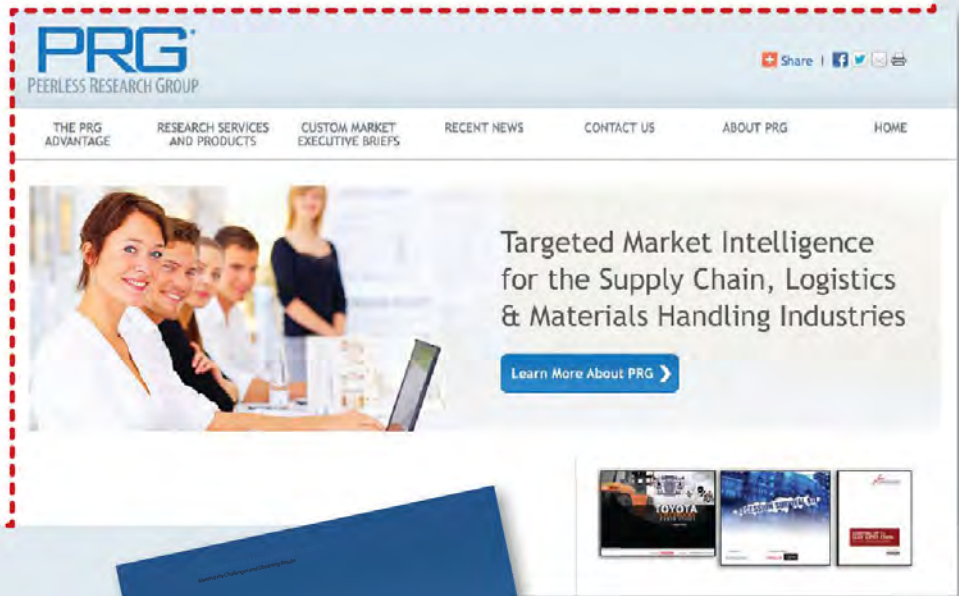 PRG
PEERLESS RESEARCH GROUP
Share |
THE PRG
ADVANTAGE
RESEARCH SERVICES
AND PRODUCTS
CUSTOM MARKET
EXECUTIVE BRIEFS
RECENT NEWS
CONTACT US
ABOUT PRG
HOME
Targeted Market Intelligence
for the Supply Chain, Logistics
& Materials Handling Industries
Learn More About PRG
TOYOTA